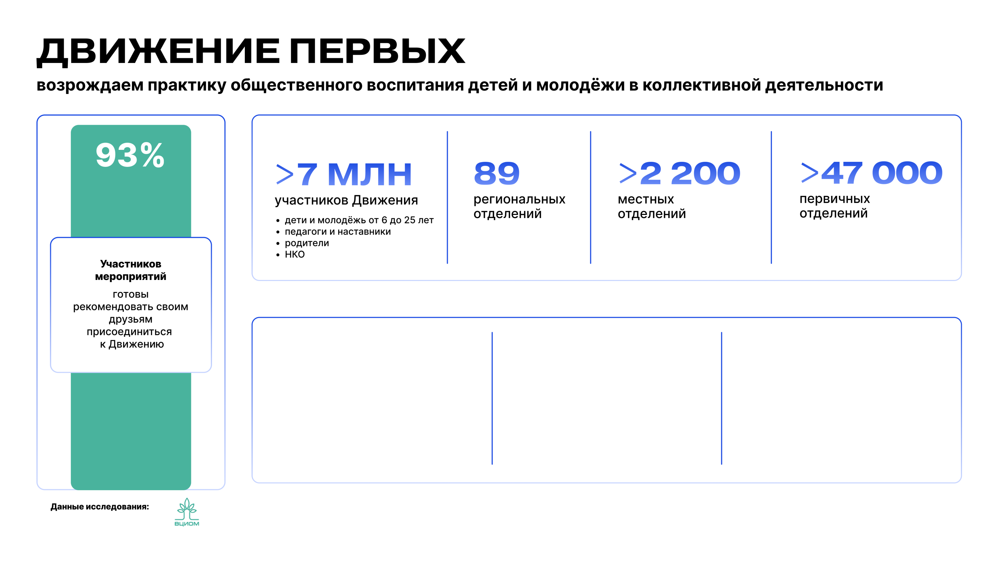 ДВИЖЕНИЕ ПЕРВЫХ
возрождаем практику общественного воспитания детей и молодёжи в коллективной деятельности
93%
Участников
мероприятий
готовы
рекомендовать своим
друзьям
присоединиться
к Движению
Данные исследования:
ВЦИОМ
>7 МЛН
участников Движения
• дети и молодёжь от 6 до 25 лет
• педагоги и наставники
• родители
• НКО
89
региональных
отделений
>2 200
местных
отделений
>47 000
первичных
отделений